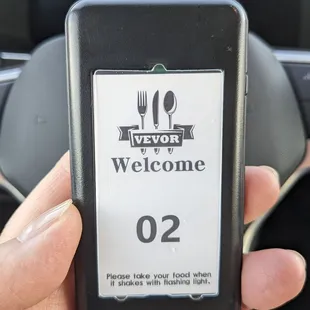 VEVOR
Welcome
02
Please take your food when
it shakes with flashing light.